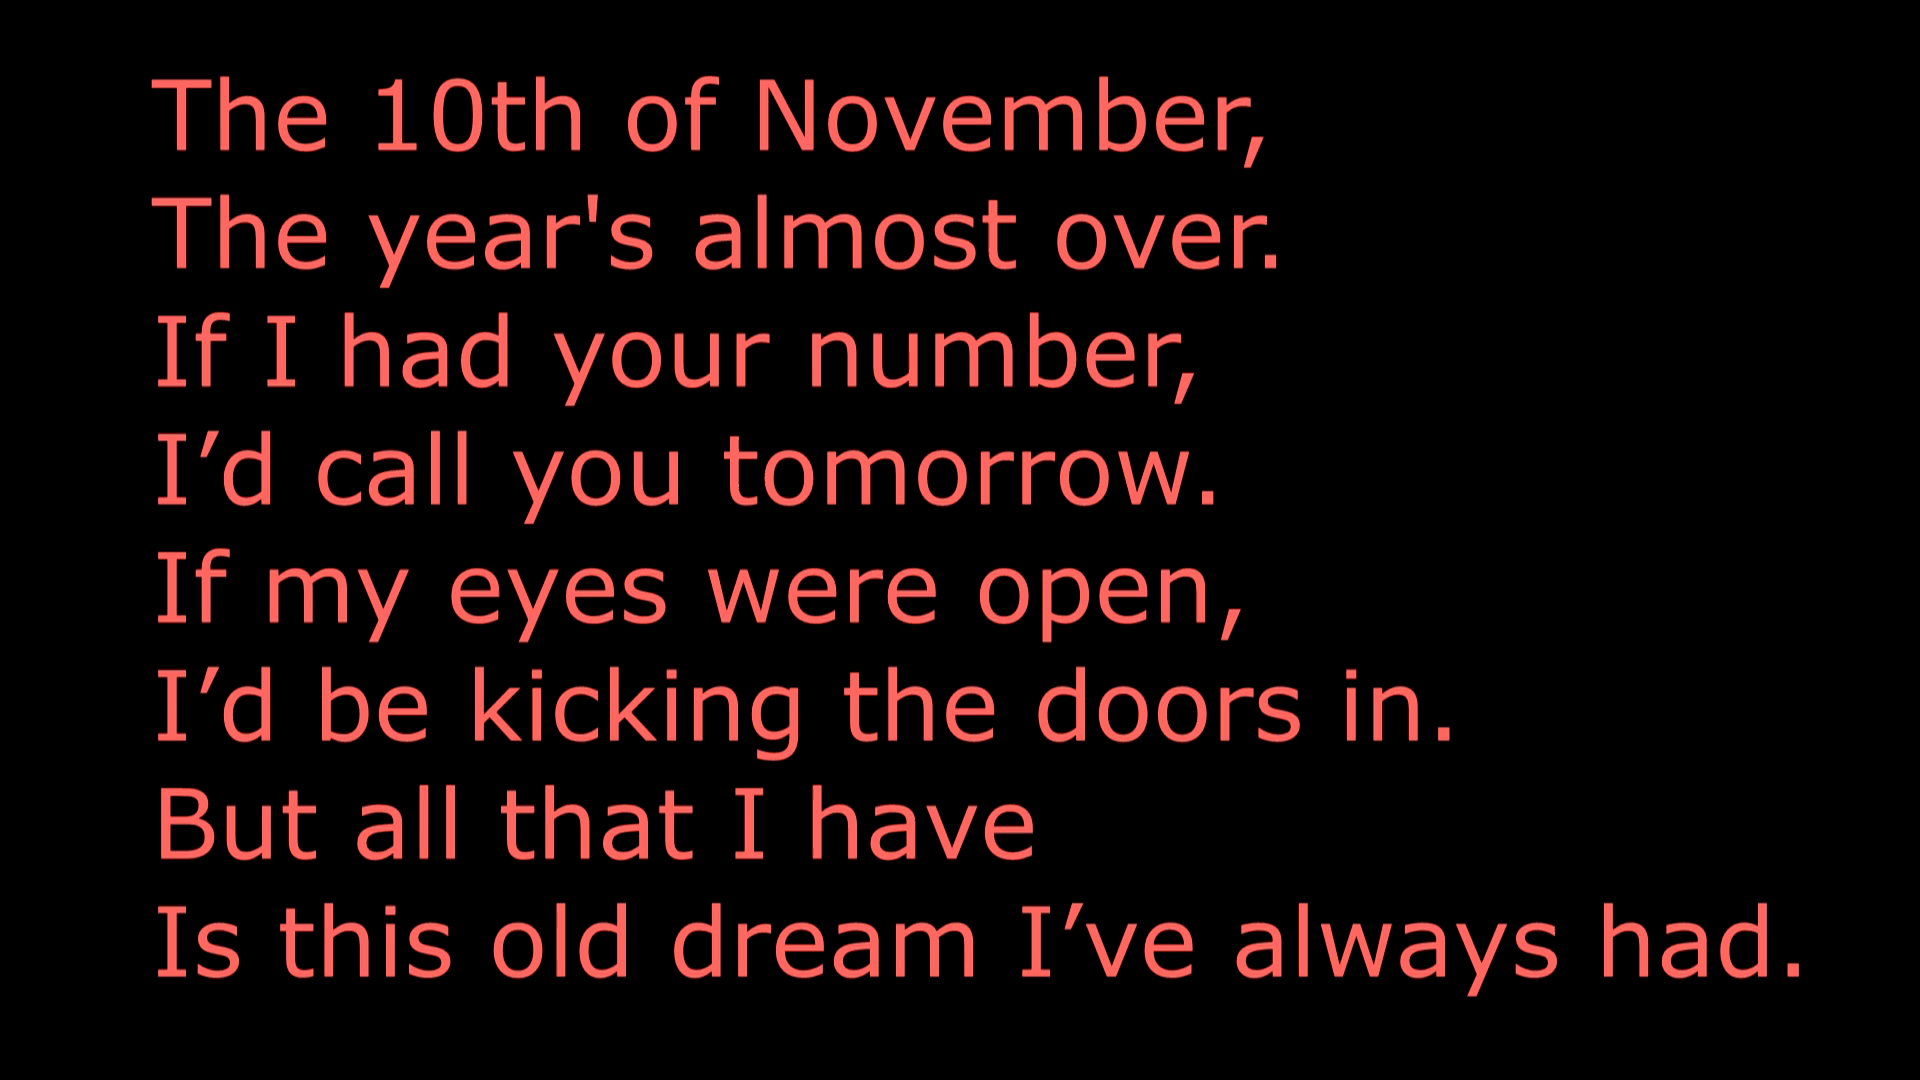 The 10th of November,
The year's almost over.
If I had your number,
I’d call you tomorrow.
If my eyes were open,
I’d be kicking the doors in.
But all that I have
Is this old dream I’ve always had.